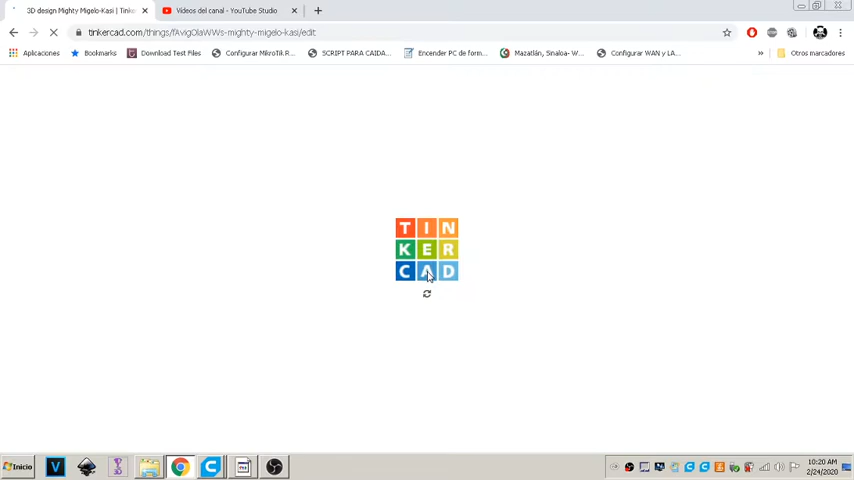 3D design Mighty Migelo-Kasi | Tinke
Vídeos del canal - YouTube Studio
tinkercad.com/things/fAvigOlaWWs-mighty-migelo-kasi/edit
Aplicaciones
Bookmarks
Download Test Files
Configurar MikroTik R...
SCRIPT PARA CAIDA...
Encender PC de form...
Mazatlán, Sinaloa- W...
Configurar WAN y LA...
»
Otros marcadores
TIN
KER
CAD
Inicio
10:20 AM
2/24/2020